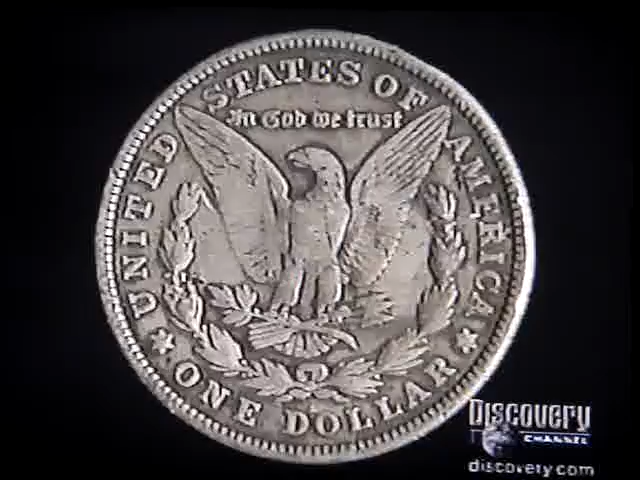 UNITED STATES OF AMERICA
In God we trust
ONE DOLLAR
Discovery
CHANNEL
discovery.com